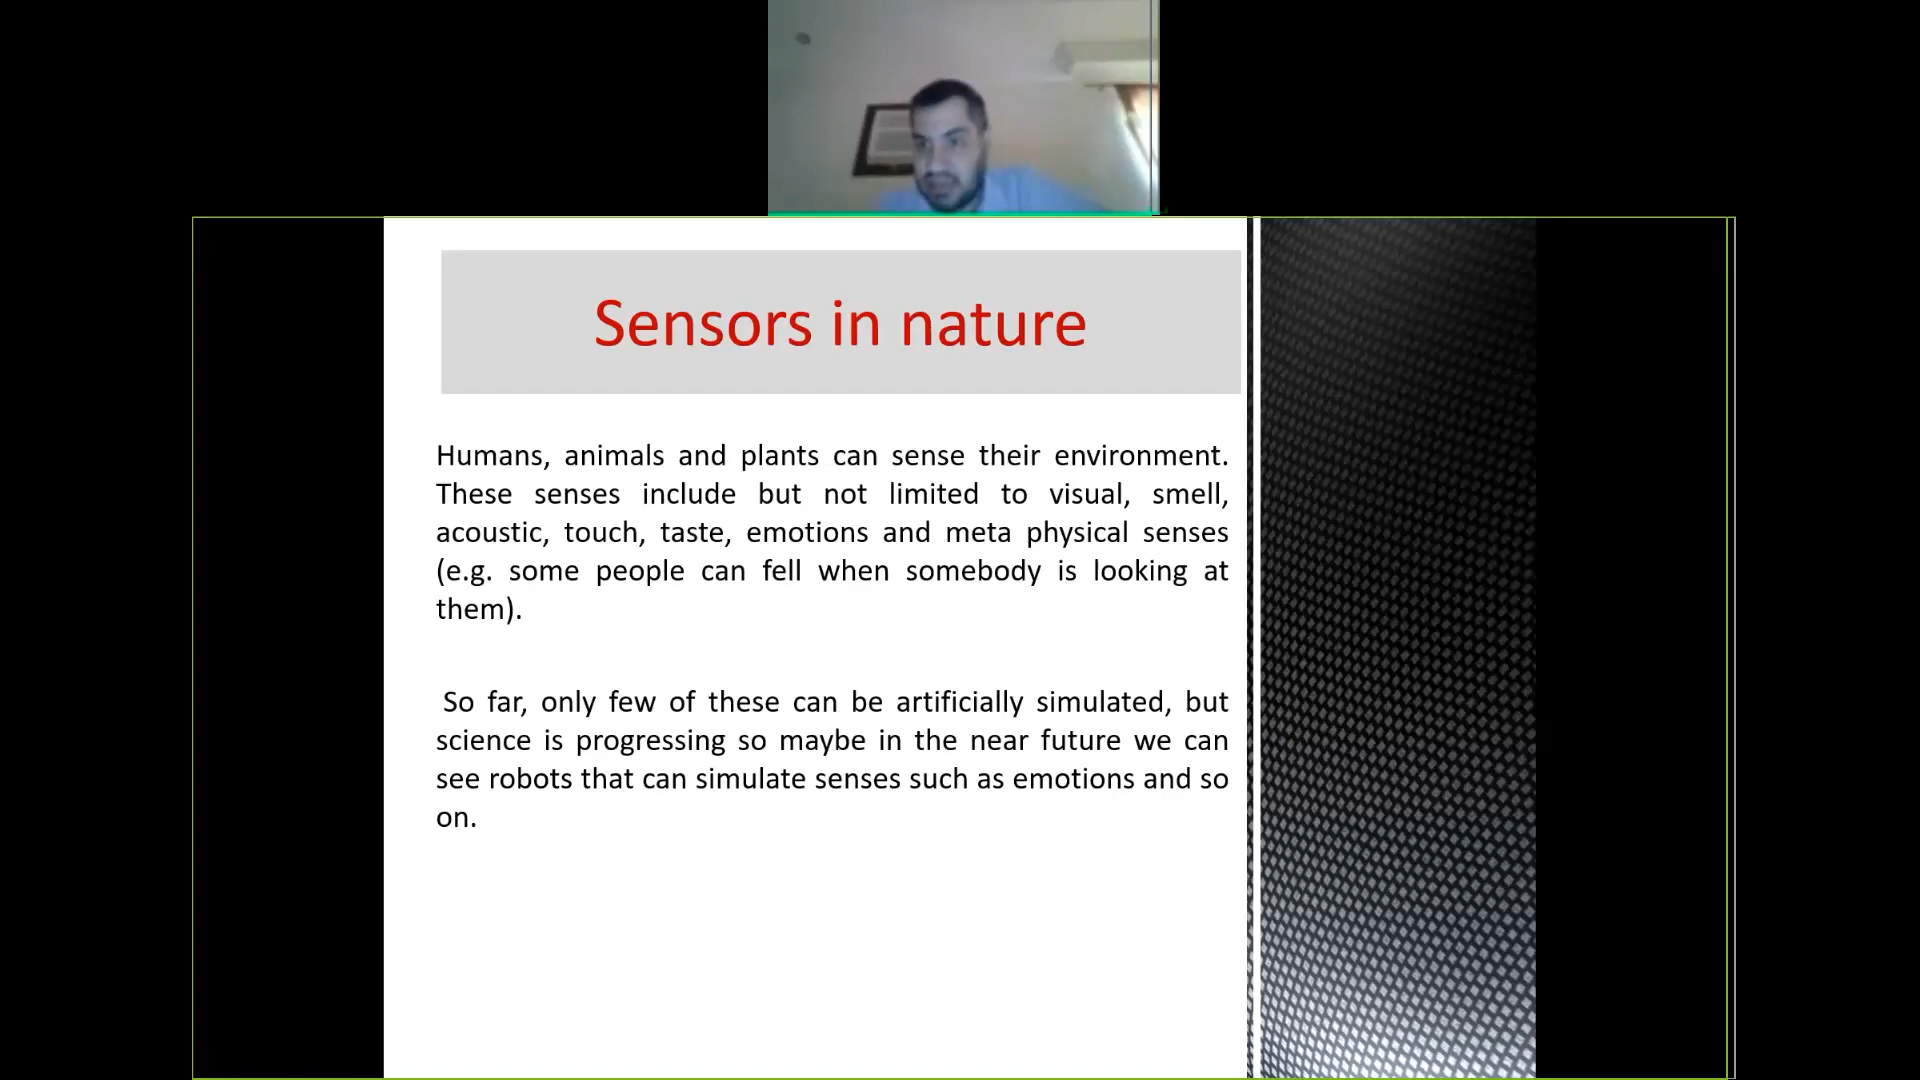 Sensors in nature
Humans, animals and plants can sense their environment.
These senses include but not limited to visual, smell,
acoustic, touch, taste, emotions and meta physical senses
(e.g. some people can fell when somebody is looking at
them).
So far, only few of these can be artificially simulated, but
science is progressing so maybe in the near future we can
see robots that can simulate senses such as emotions and so
on.